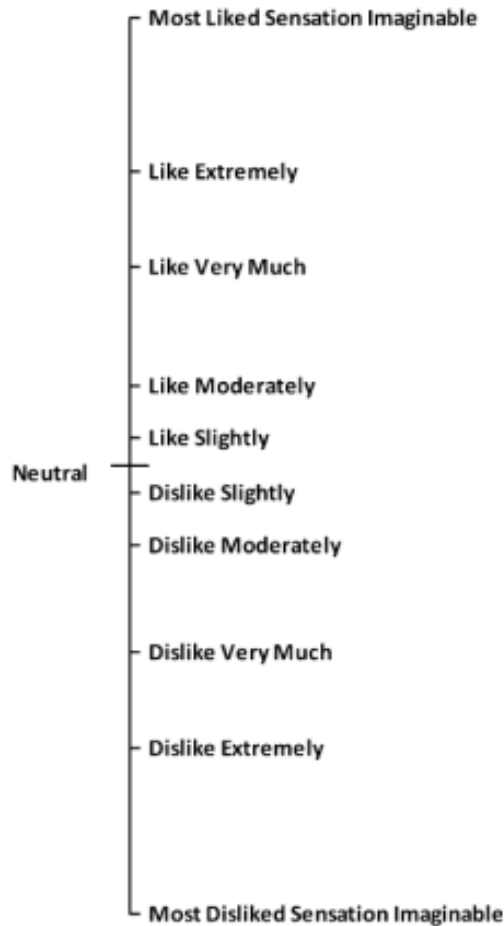 Most Liked Sensation Imaginable
Like Extremely
Like Very Much
Like Moderately
Like Slightly
Neutral
Dislike Slightly
Dislike Moderately
Dislike Very Much
Dislike Extremely
Most Disliked Sensation Imaginable